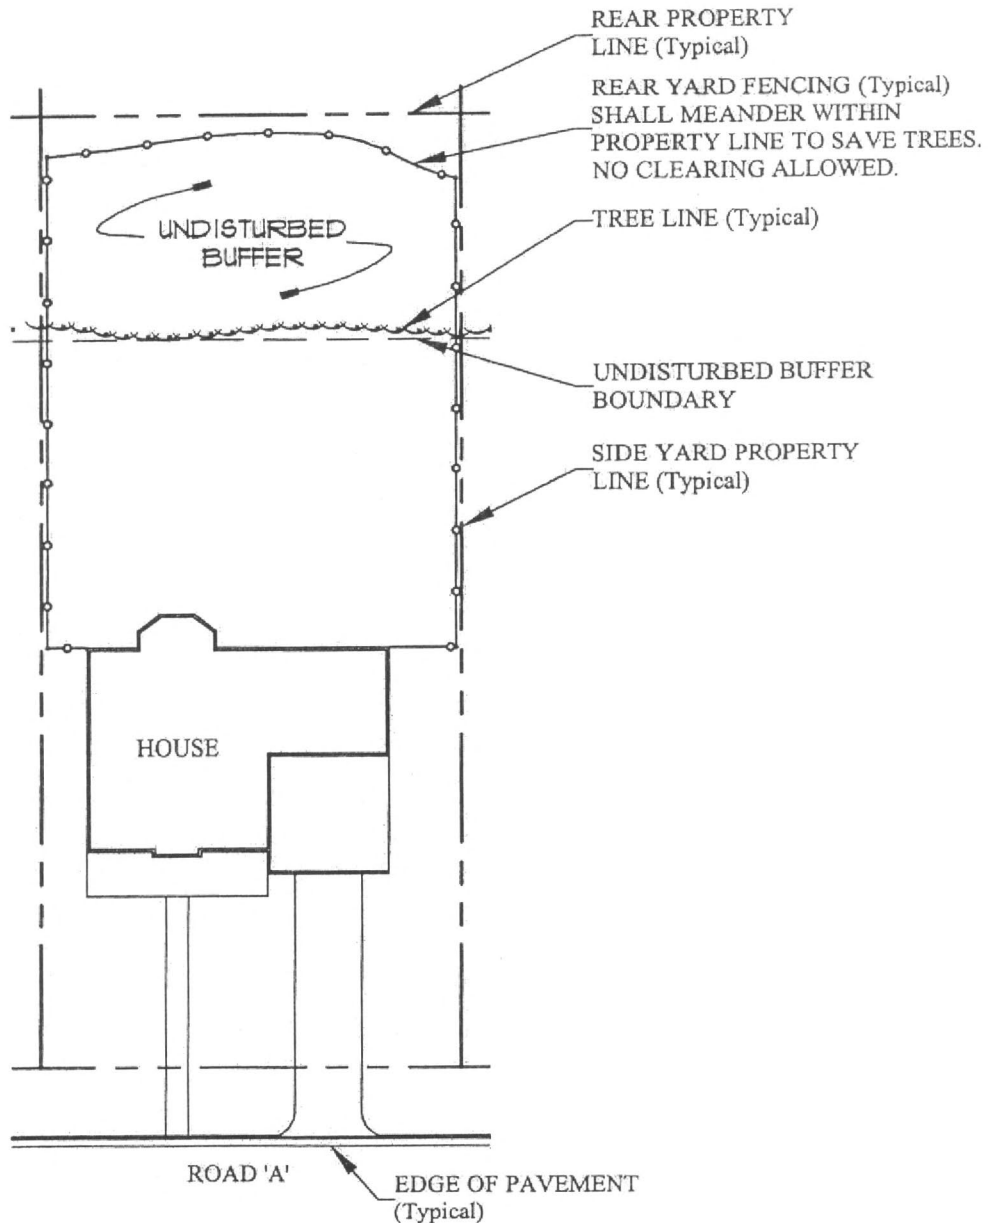 REAR PROPERTY
LINE (Typical)
REAR YARD FENCING (Typical)
SHALL MEANDER WITHIN
PROPERTY LINE TO SAVE TREES.
NO CLEARING ALLOWED.
TREE LINE (Typical)
UNDISTURBED
BUFFER
UNDISTURBED BUFFER
BOUNDARY
SIDE YARD PROPERTY
LINE (Typical)
HOUSE
ROAD 'A'
EDGE OF PAVEMENT
(Typical)